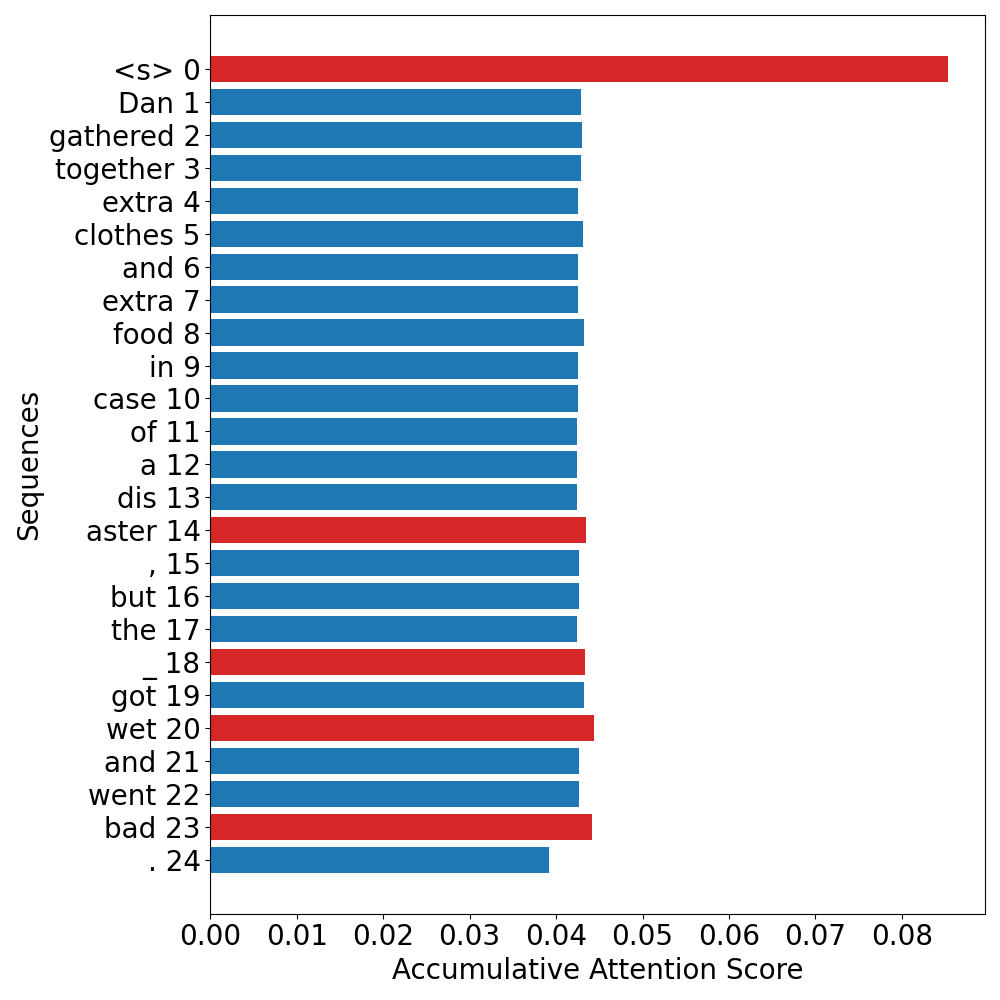 <s> 0
Dan 1
gathered 2
together 3
extra 4
clothes 5
and 6
extra 7
food 8
in 9
case 10
of 11
a 12
dis 13
aster 14
, 15
but 16
the 17
_ 18
got 19
wet 20
and 21
went 22
bad 23
. 24
Sequences
0.00 0.01 0.02 0.03 0.04 0.05 0.06 0.07 0.08
Accumulative Attention Score